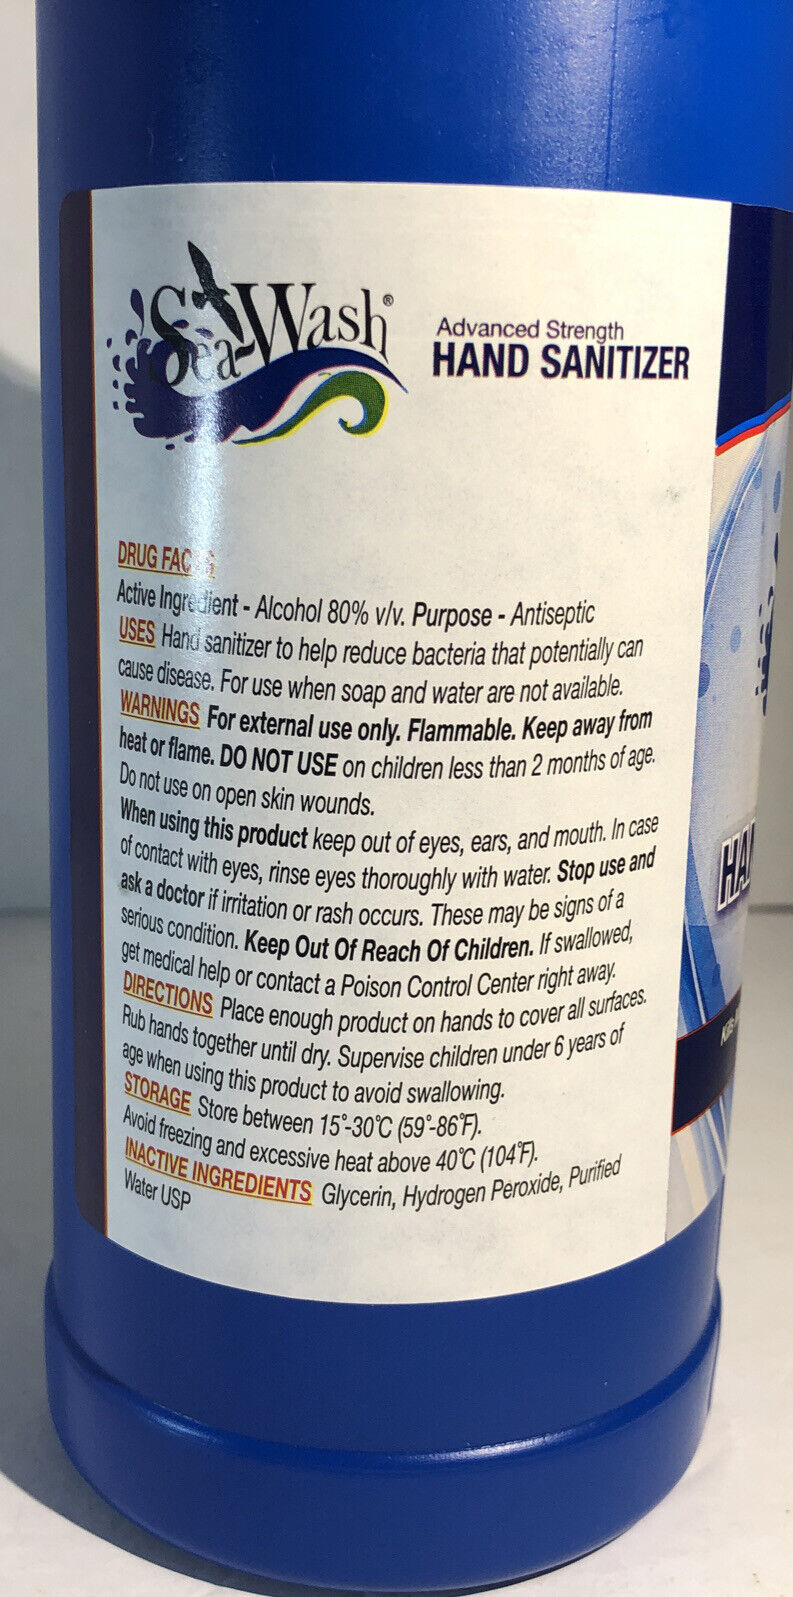 Sea-Wash®
Advanced Strength
HAND SANITIZER
DRUG FACTS
Active Ingredient - Alcohol 80% v/v. Purpose - Antiseptic
USES Hand sanitizer to help reduce bacteria that potentially can
cause disease. For use when soap and water are not available.
WARNINGS For external use only. Flammable. Keep away from
heat or flame. DO NOT USE on children less than 2 months of age.
Do not use on open skin wounds.
When using this product keep out of eyes, ears, and mouth. In case
of contact with eyes, rinse eyes thoroughly with water. Stop use and
ask a doctor if irritation or rash occurs. These may be signs of a
serious condition. Keep Out Of Reach Of Children. If swallowed,
get medical help or contact a Poison Control Center right away.
DIRECTIONS Place enough product on hands to cover all surfaces.
Rub hands together until dry. Supervise children under 6 years of
age when using this product to avoid swallowing.
STORAGE Store between 15°-30°C (59°-86°F).
Avoid freezing and excessive heat above 40°C (104°F).
INACTIVE INGREDIENTS Glycerin, Hydrogen Peroxide, Purified
Water USP